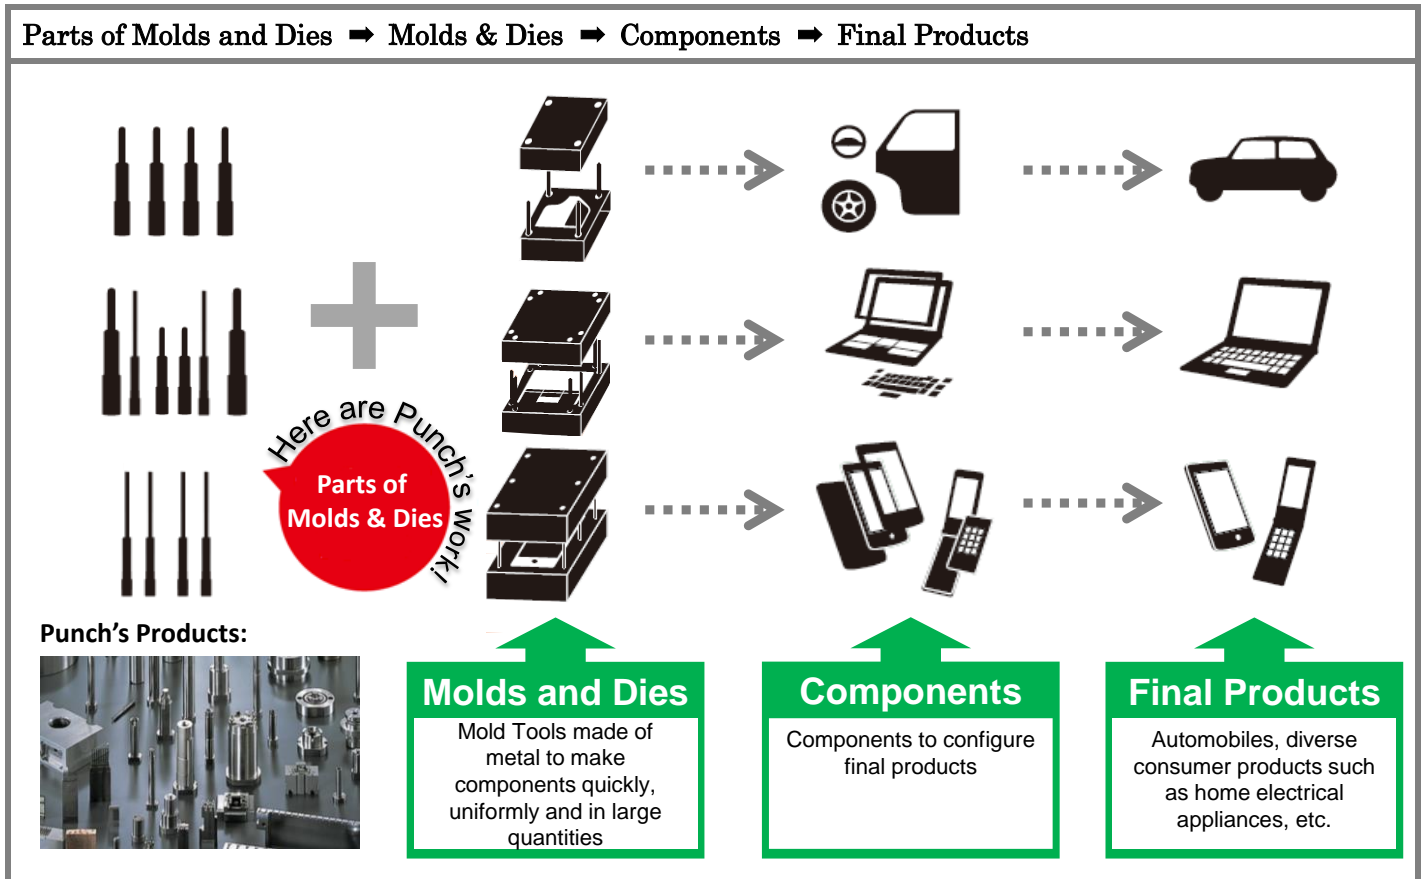 Parts of Molds and Dies ➡ Molds & Dies ➡ Components ➡ Final Products
Here are Punch's work!
Parts of
Molds & Dies
Punch’s Products:
Molds and Dies
Mold Tools made of
metal to make
components quickly,
uniformly and in large
quantities
Components
Components to configure
final products
Final Products
Automobiles, diverse
consumer products such
as home electrical
appliances, etc.